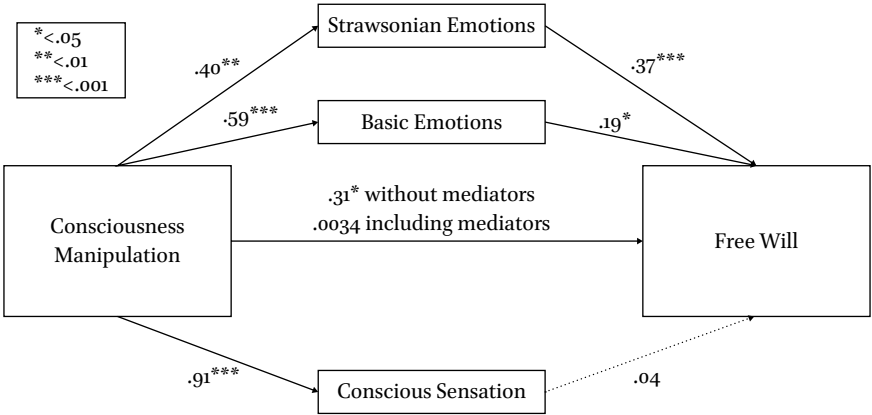 *<.05
**<.01
***<.001
Strawsonian Emotions
.40**
.37***
.59***
Basic Emotions
.19*
Consciousness
Manipulation
.31* without mediators
.0034 including mediators
Free Will
.91***
Conscious Sensation
.04